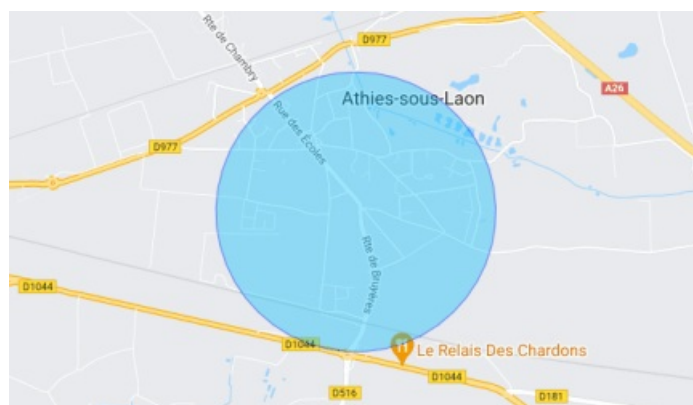 Rte de Chambry
D977
Athies-sous-Laon
A26
Rue des Écoles
D977
Rte de Bruyères
D1044
D1044
Le Relais Des Chardons
D1044
D516
D181